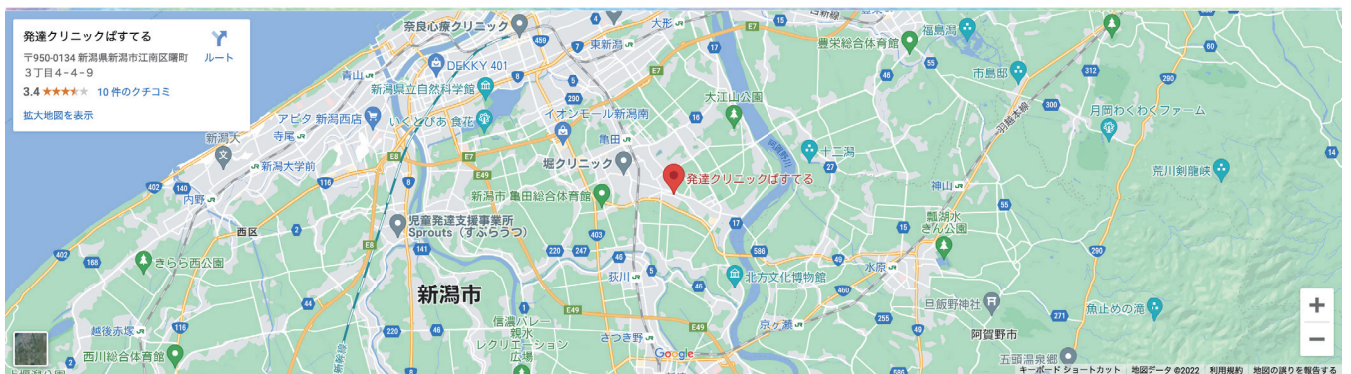 発達クリニックぱすてる
〒950-0134 新潟県新潟市江南区曙町
3丁目4-4-9
3.4
10 件のクチコミ
拡大地図を表示
ルート
奈良心療クリニック
大形
東新潟
豊栄総合体育館
福島潟
市島邸
DEKKY 401
青山
新潟県立自然科学館
大江山公園
月岡わくわくファーム
羽越本線
アピタ 新潟西店
いくとぴあ 食花
イオンモール新潟南
亀田
新潟大
寺尾
新潟大学前
堀クリニック
十二潟
荒川剣龍峡
発達クリニックぱすてる
神山
内野
新潟市亀田総合体育館
瓢湖水
きん公園
西区
児童発達支援事業所
Sprouts（すぷらうつ）
きらら西公園
荻川
北方文化博物館
水原
新潟市
旦飯野神社
魚止めの滝
信濃バレー
親水
レクリエーション
広場
越後赤塚
さつき野
京ヶ瀬
阿賀野市
西川総合体育館
新幹線
Google
五頭温泉郷
キーボード ショートカット
地図データ ©2022
利用規約
地図の誤りを報告する